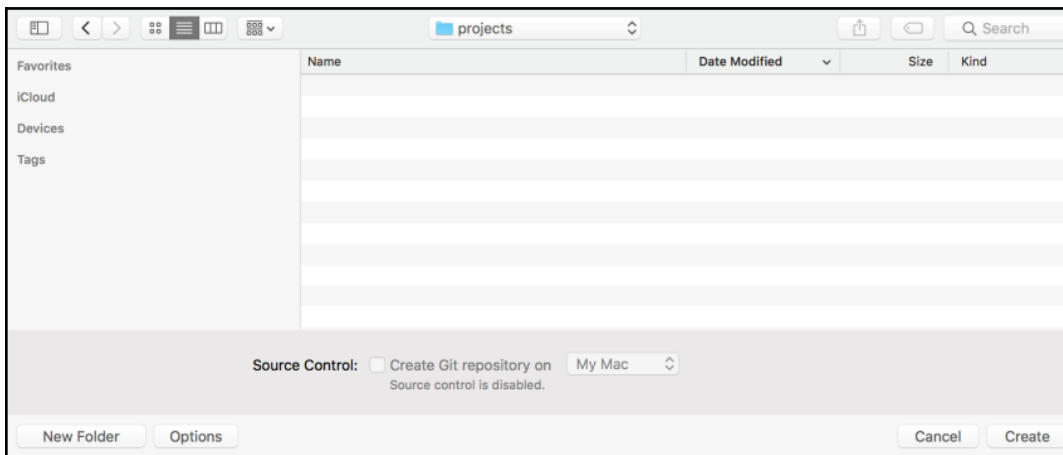 projects
Search
Favorites
iCloud
Devices
Tags
Name Date Modified Size Kind
Source Control: Create Git repository on My Mac
Source control is disabled.
New Folder Options Cancel Create